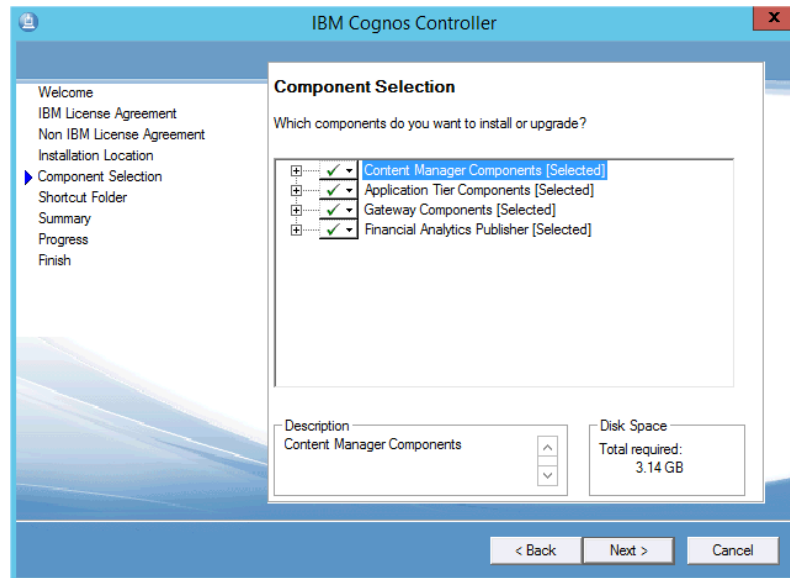 IBM Cognos Controller
x
Welcome
IBM License Agreement
Non IBM License Agreement
Installation Location
Component Selection
Shortcut Folder
Summary
Progress
Finish
Component Selection
Which components do you want to install or upgrade?
Content Manager Components [Selected]
Application Tier Components [Selected]
Gateway Components [Selected]
Financial Analytics Publisher [Selected]
Description
Content Manager Components
Disk Space
Total required:
3.14 GB
< Back
Next >
Cancel